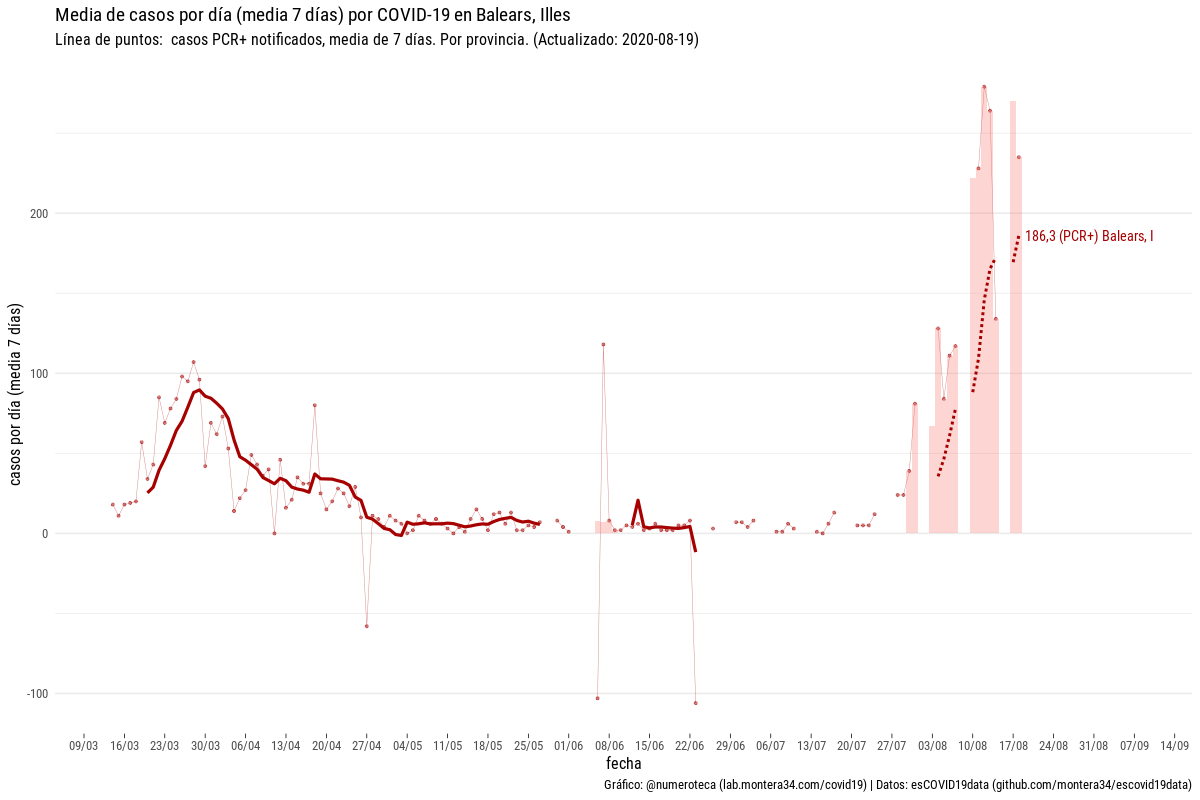 Media de casos por día (media 7 días) por COVID-19 en Balears, Illes
Línea de puntos:  casos PCR+ notificados, media de 7 días. Por provincia. (Actualizado: 2020-08-19)
casos por día (media 7 días)
200
100
0
-100
186,3 (PCR+) Balears, I
09/03 16/03 23/03 30/03 06/04 13/04 20/04 27/04 04/05 11/05 18/05 25/05 01/06 08/06 15/06 22/06 29/06 06/07 13/07 20/07 27/07 03/08 10/08 17/08 24/08 31/08 07/09 14/09
fecha
Gráfico: @numeroteca (lab.montera34.com/covid19) | Datos: esCOVID19data (github.com/montera34/escovid19data)